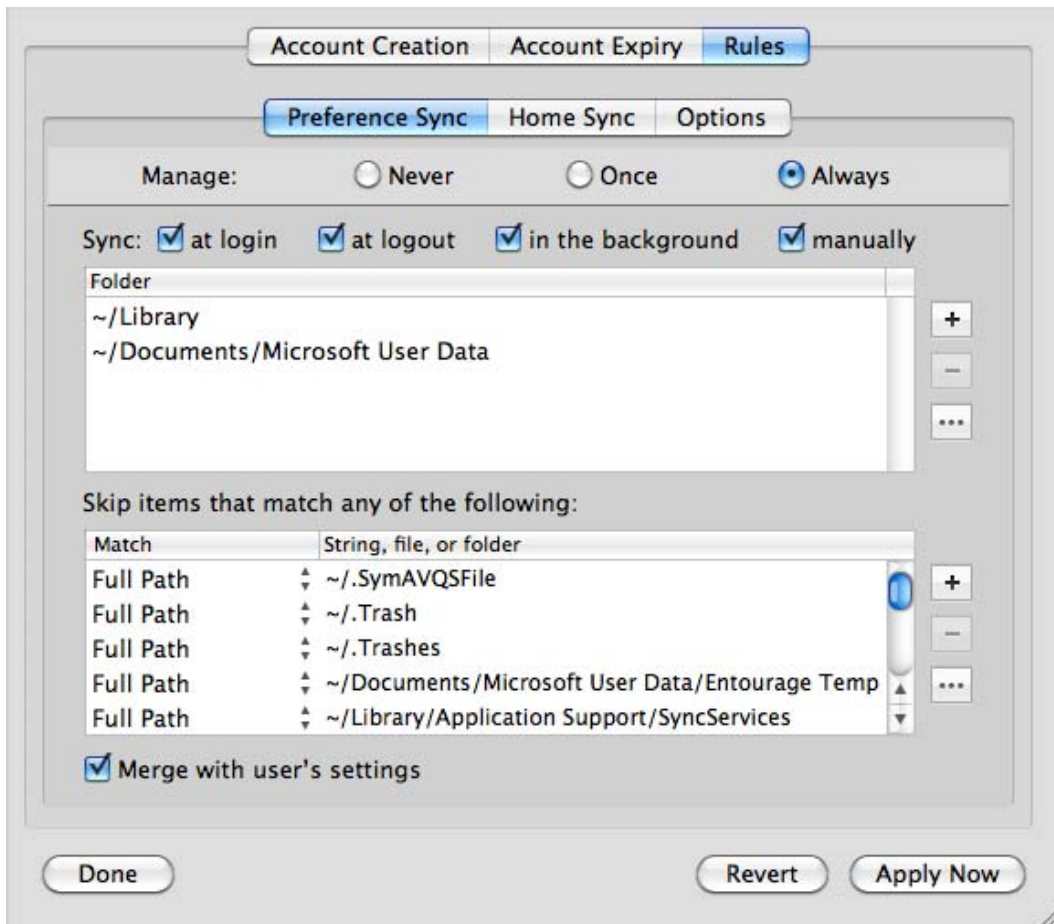 Account Creation Account Expiry Rules
Preference Sync Home Sync Options
Manage: Never Once Always
Sync: at login at logout in the background manually
Folder
~/Library
~/Documents/Microsoft User Data
+
−
•••
Skip items that match any of the following:
Match String, file, or folder
Full Path ~/.SymAVQSFile
Full Path ~/.Trash
Full Path ~/.Trashes
Full Path ~/Documents/Microsoft User Data/Entourage Temp
Full Path ~/Library/Application Support/SyncServices
+
−
•••
Merge with user's settings
Done Revert Apply Now